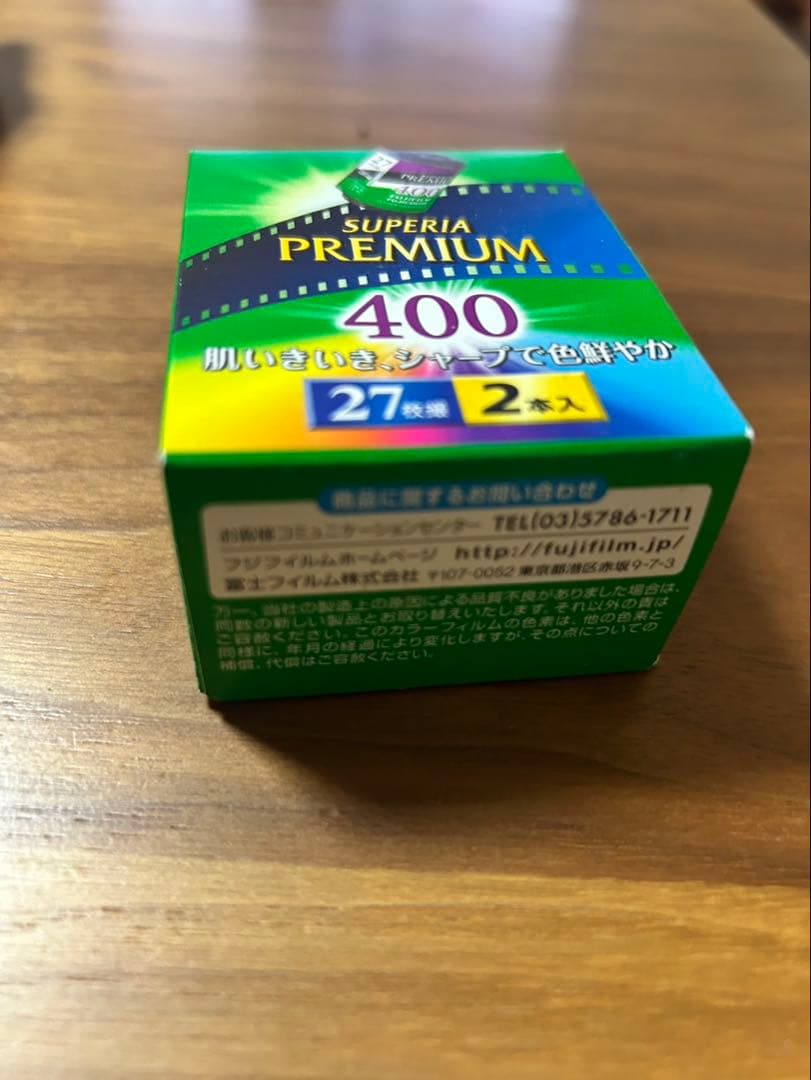 PREMIUM
400
SUPERIA
PREMIUM
400
肌いきいき、シャープで色鮮やか
27枚撮 2本入
商品に関するお問い合わせ
お客様コミュニケーションセンター TEL(03)5786-1711
フジフイルムホームページ http://fujifilm.jp/
富士フイルム株式会社 〒107-0052 東京都港区赤坂9-7-3
万一、当社の製造上の原因による品質不良がありました場合は、
同数の新しい製品とお取り替えいたします。それ以外の責は
ご容赦ください。このカラーフィルムの色素は、他の色素と
同様に、年月の経過により変化しますが、その点についての
補償、代償はご容赦ください。